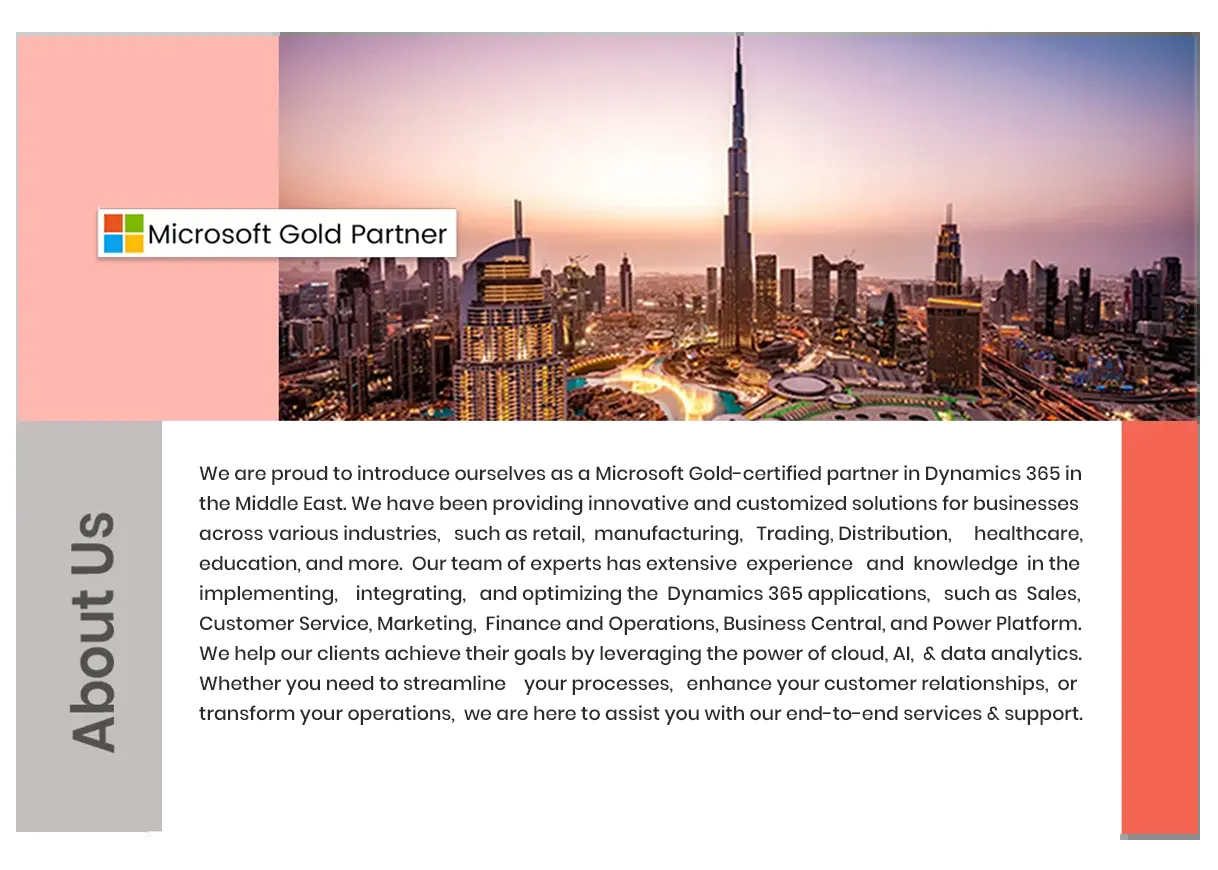 Microsoft Gold Partner
About Us
We are proud to introduce ourselves as a Microsoft Gold-certified partner in Dynamics 365 in
the Middle East. We have been providing innovative and customized solutions for businesses
across various industries, such as retail, manufacturing, Trading, Distribution, healthcare,
education, and more. Our team of experts has extensive experience and knowledge in the
implementing, integrating, and optimizing the Dynamics 365 applications, such as Sales,
Customer Service, Marketing, Finance and Operations, Business Central, and Power Platform.
We help our clients achieve their goals by leveraging the power of cloud, AI, & data analytics.
Whether you need to streamline your processes, enhance your customer relationships, or
transform your operations, we are here to assist you with our end-to-end services & support.